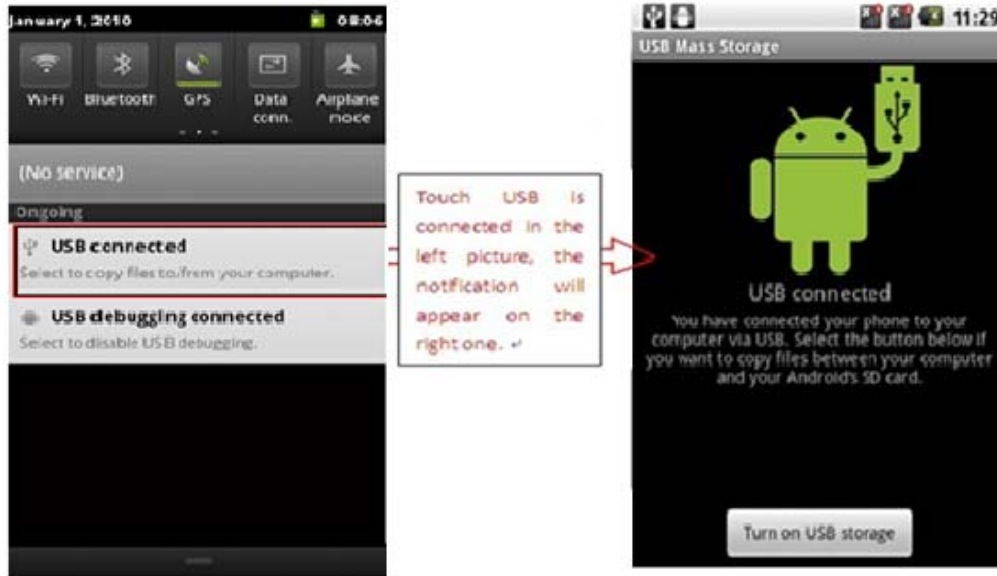 January 1, 2010
08:06
Wi-Fi
Bluetooth
GPS
Data conn.
Airplane mode
(No service)
Ongoing
USB connected
Select to copy files to/from your computer.
USB debugging connected
Select to disable USB debugging.
Touch USB is
connected in the
left picture, the
notification will
appear on the
right one.
11:29
USB Mass Storage
USB connected
You have connected your phone to your
computer via USB. Select the button below if
you want to copy files between your computer
and your Android's SD card.
Turn on USB storage